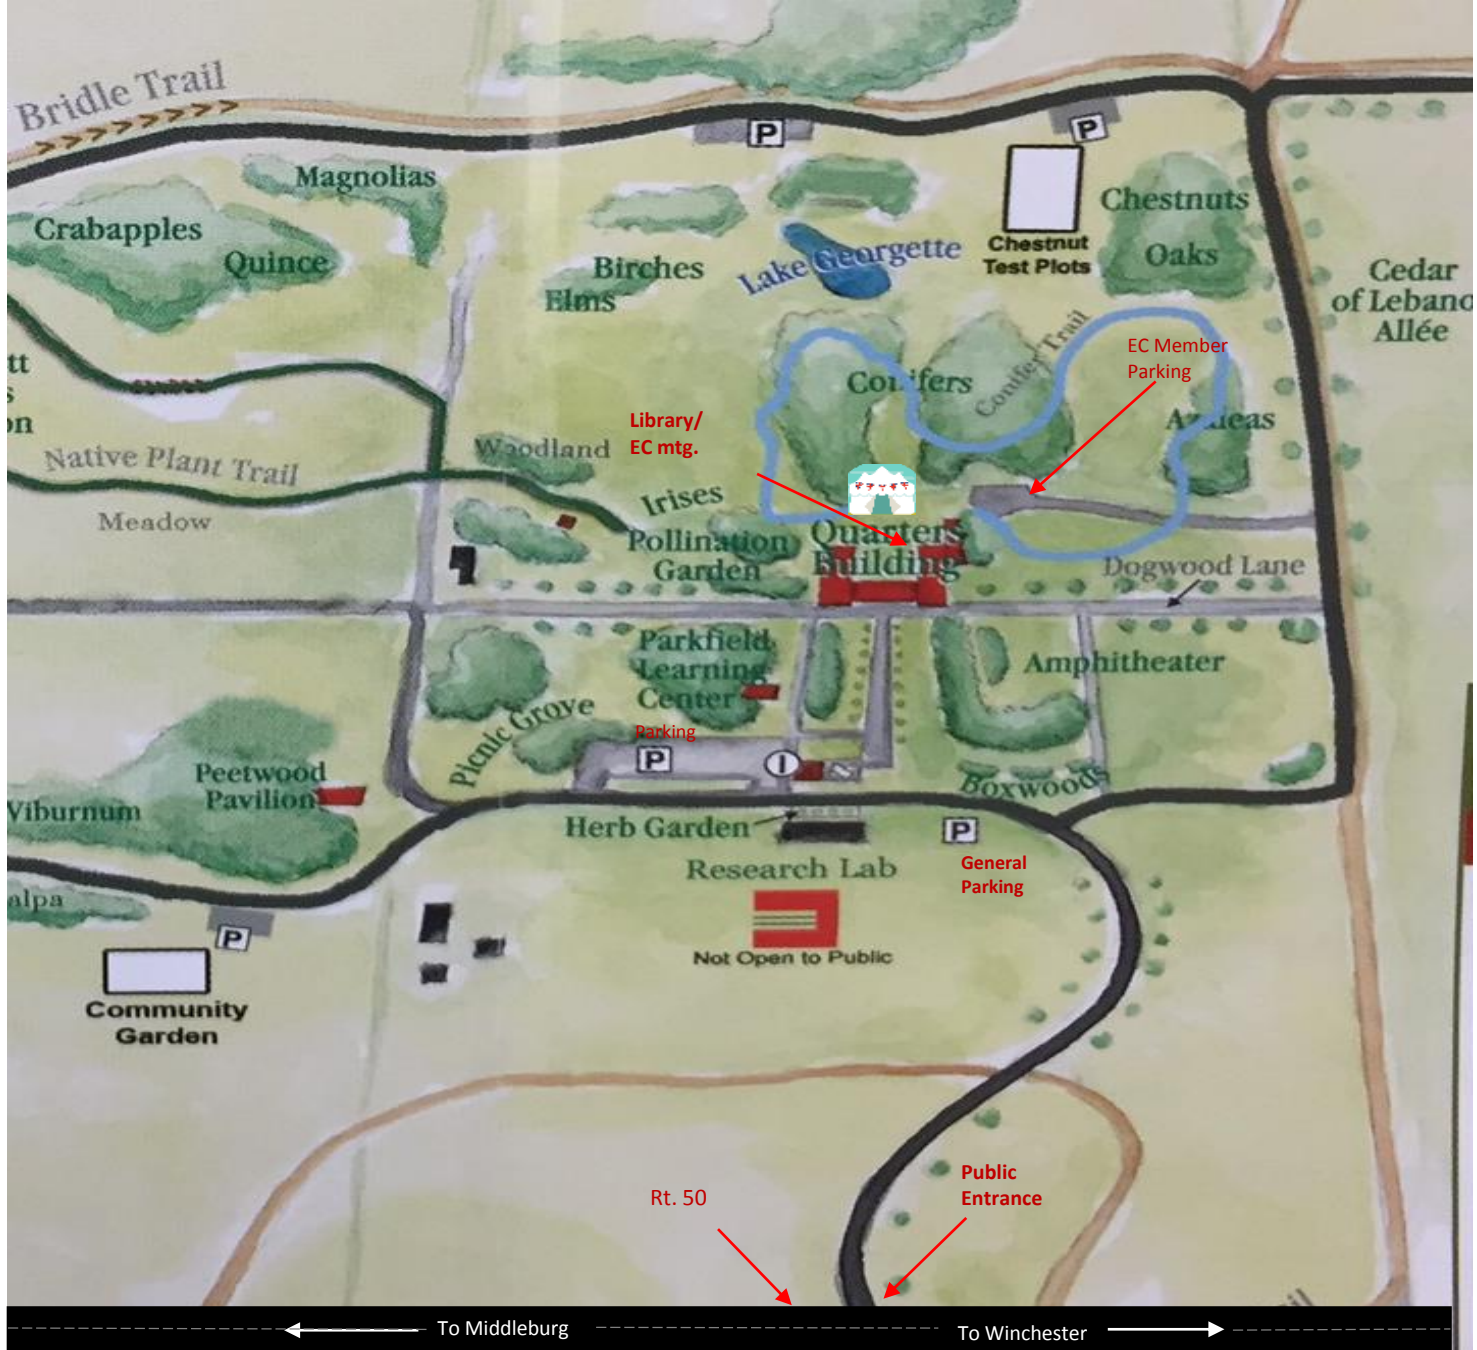 Bridle Trail
P
P
Magnolias
Crabapples
Quince
Birches
Elms
Lake Georgette
Chestnut
Test Plots
Chestnuts
Oaks
Cedar
Allée
Conifers
Conifer Trail
EC Member
Parking
Azaleas
Library/
EC mtg.
Woodland
Native Plant Trail
Meadow
Irises
Pollination
Garden
Quarters
Building
Dogwood Lane
Parkfield
Learning
Center
Parking
P
Picnic Grove
I
Amphitheater
Boxwoods
Peetwood
Pavilion
Viburnum
Herb Garden
P
General
Parking
Research Lab
Not Open to Public
P
Community
Garden
Public
Entrance
Rt. 50
To Middleburg
To Winchester